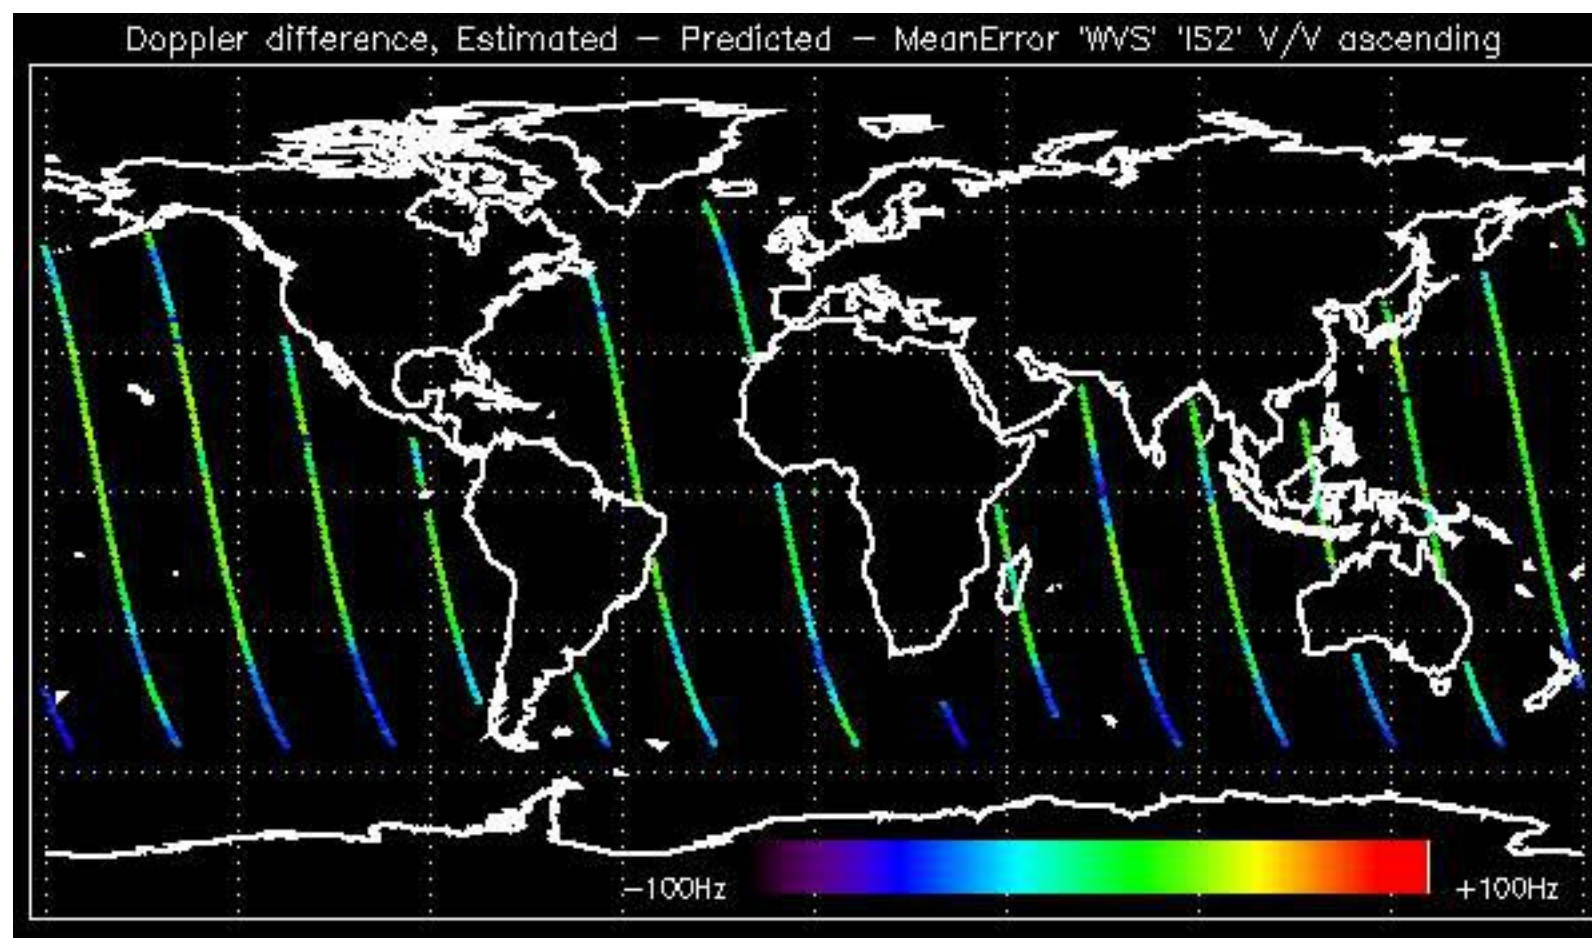 Doppler difference, Estimated – Predicted – MeanError 'WVS' 'IS2' V/V ascending
−100Hz
+100Hz